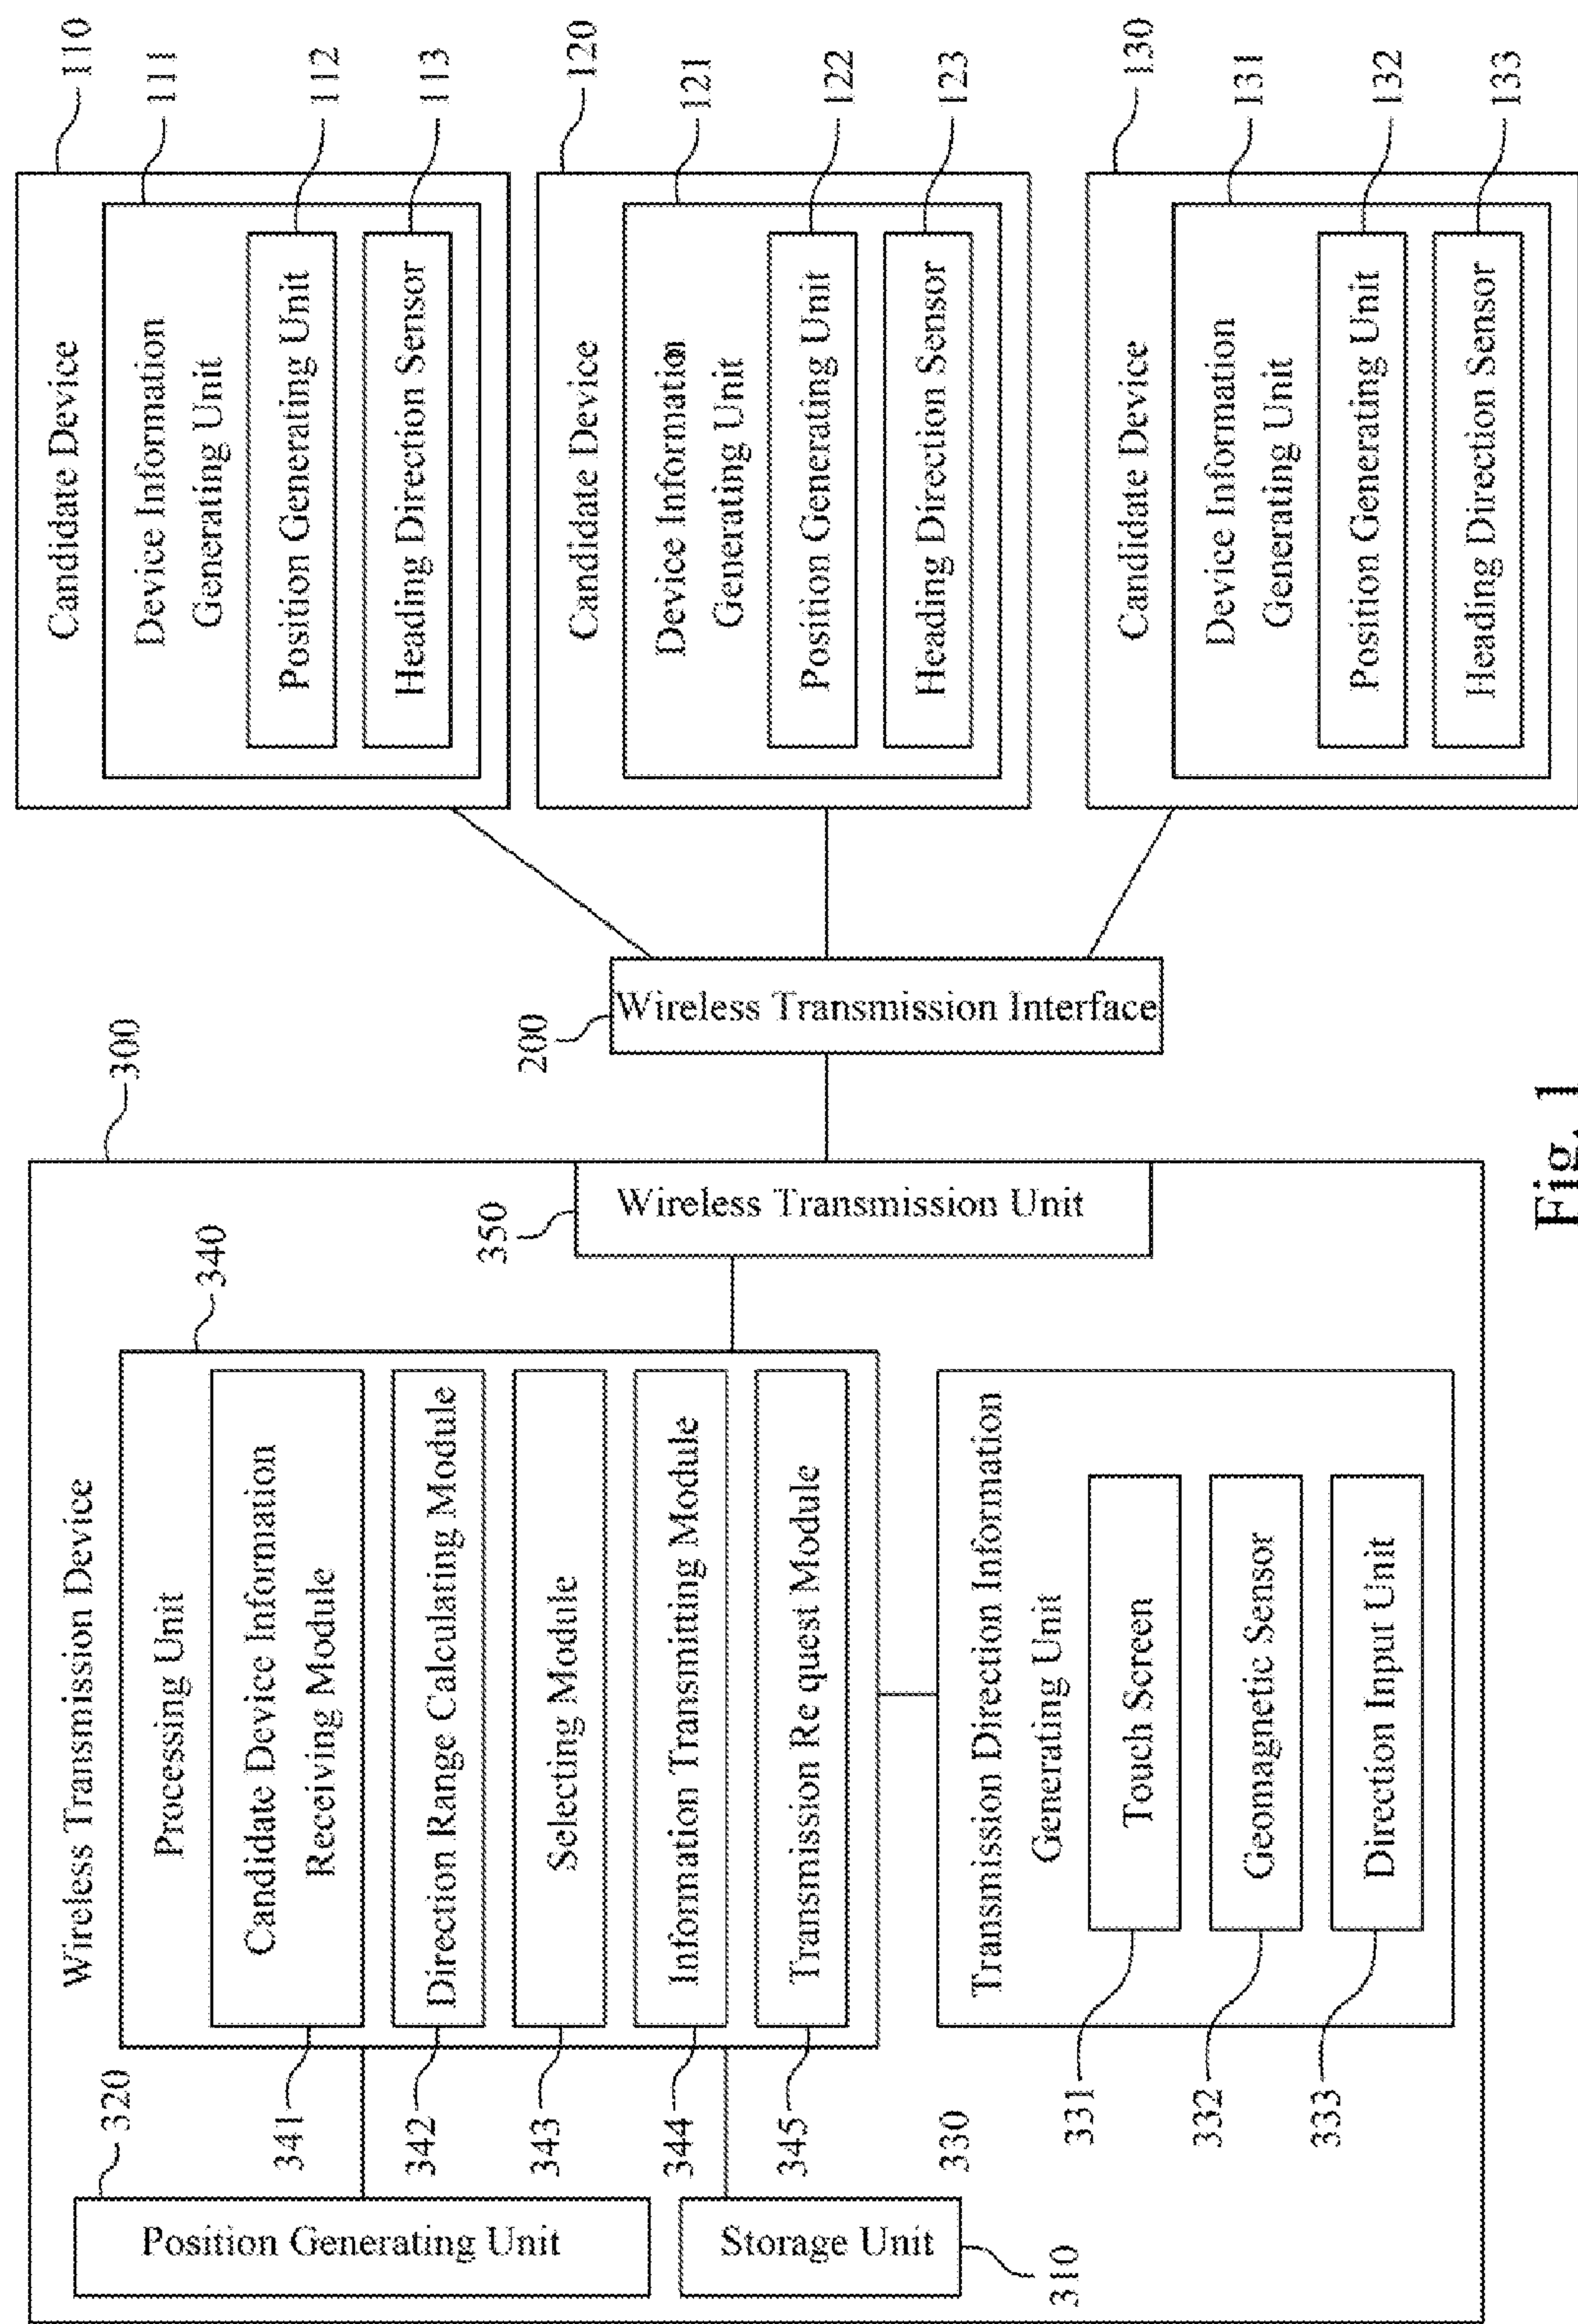 Wireless Transmission Device
300
Position Generating Unit
320
Storage Unit
310
Processing Unit
340
Candidate Device Information
Receiving Module
341
Direction Range Calculating Module
342
Selecting Module
343
Information Transmitting Module
344
Transmission Re quest Module
345
Transmission Direction Information
Generating Unit
330
Touch Screen
331
Geomagnetic Sensor
332
Direction Input Unit
333
Wireless Transmission Unit
350
Wireless Transmission Interface
200
Candidate Device
110
Device Information
Generating Unit
111
Position Generating Unit
112
Heading Direction Sensor
113
Candidate Device
120
Device Information
Generating Unit
121
Position Generating Unit
122
Heading Direction Sensor
123
Candidate Device
130
Device Information
Generating Unit
131
Position Generating Unit
132
Heading Direction Sensor
133
Fig. 1